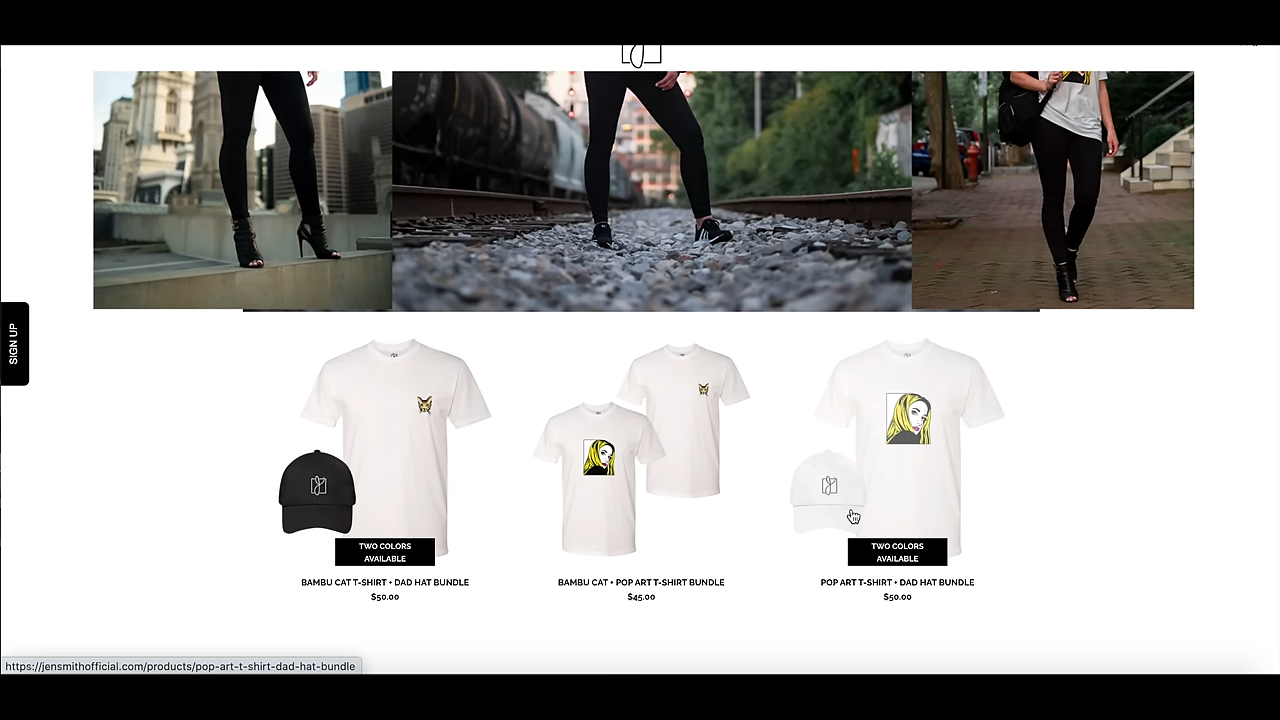 SIGN UP
TWO COLORS
AVAILABLE
BAMBU CAT T-SHIRT + DAD HAT BUNDLE
$50.00
BAMBU CAT + POP ART T-SHIRT BUNDLE
$45.00
TWO COLORS
AVAILABLE
POP ART T-SHIRT + DAD HAT BUNDLE
$50.00
https://jensmithofficial.com/products/pop-art-t-shirt-dad-hat-bundle